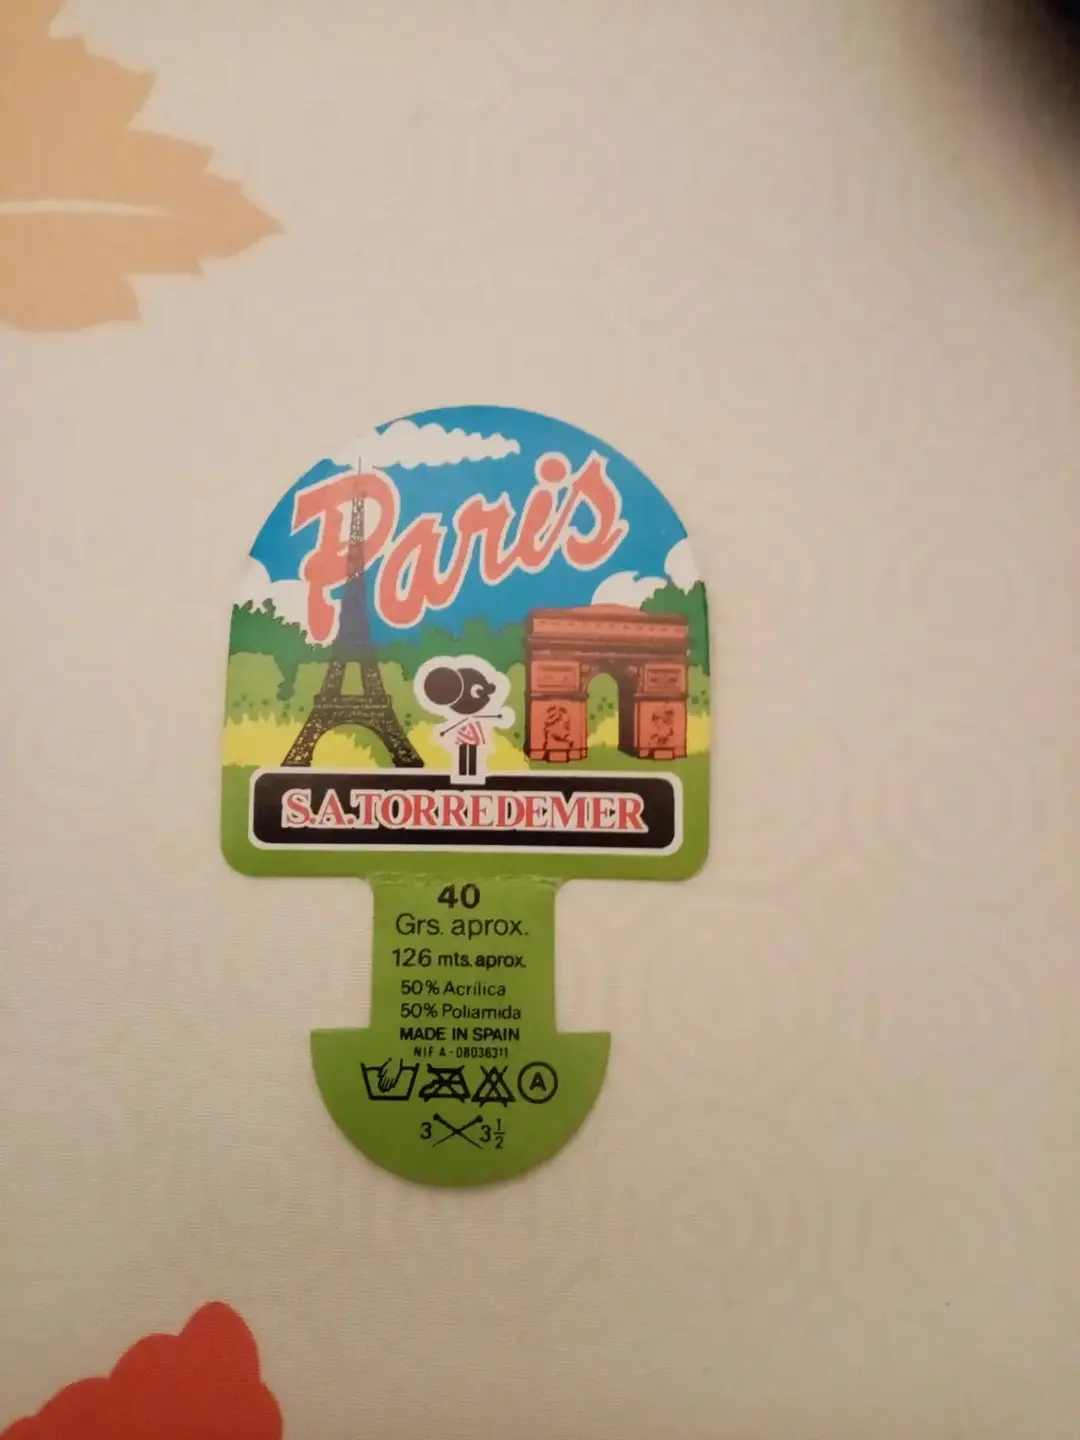 Paris
S.A.TORREDEMER
40
Grs. aprox.
126 mts. aprox.
50% Acrílica
50% Poliamida
MADE IN SPAIN
NIF A-08036311
A
3 3½